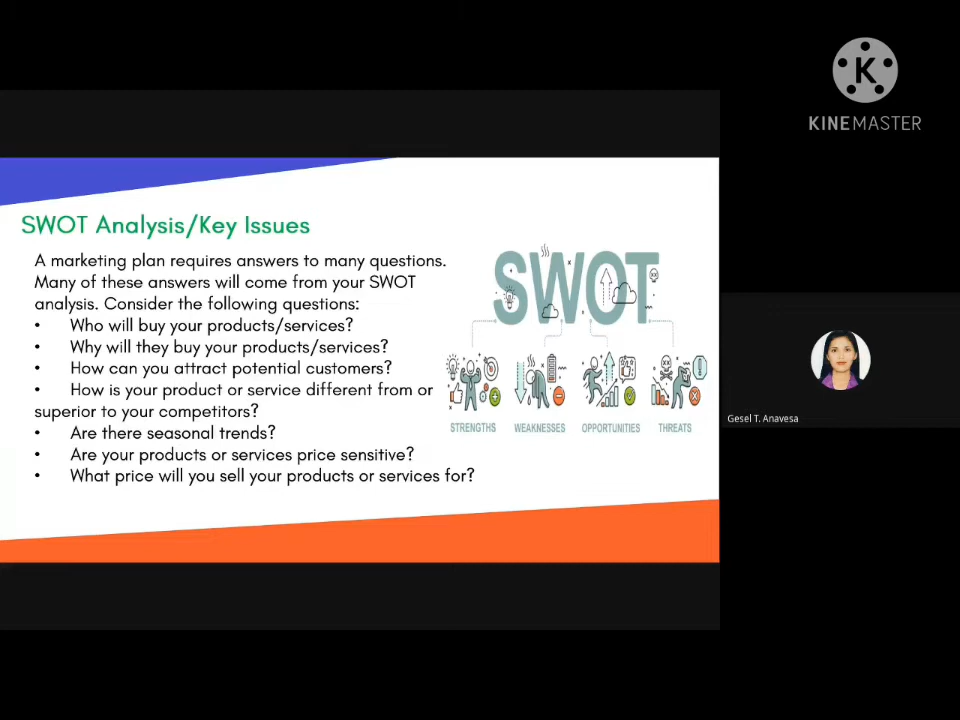 KINEMASTER
SWOT Analysis/Key Issues
A marketing plan requires answers to many questions.
Many of these answers will come from your SWOT
analysis. Consider the following questions:
• Who will buy your products/services?
• Why will they buy your products/services?
• How can you attract potential customers?
• How is your product or service different from or
superior to your competitors?
• Are there seasonal trends?
• Are your products or services price sensitive?
• What price will you sell your products or services for?
SWOT
STRENGTHS WEAKNESSES OPPORTUNITIES THREATS
Gesel T. Anavesa